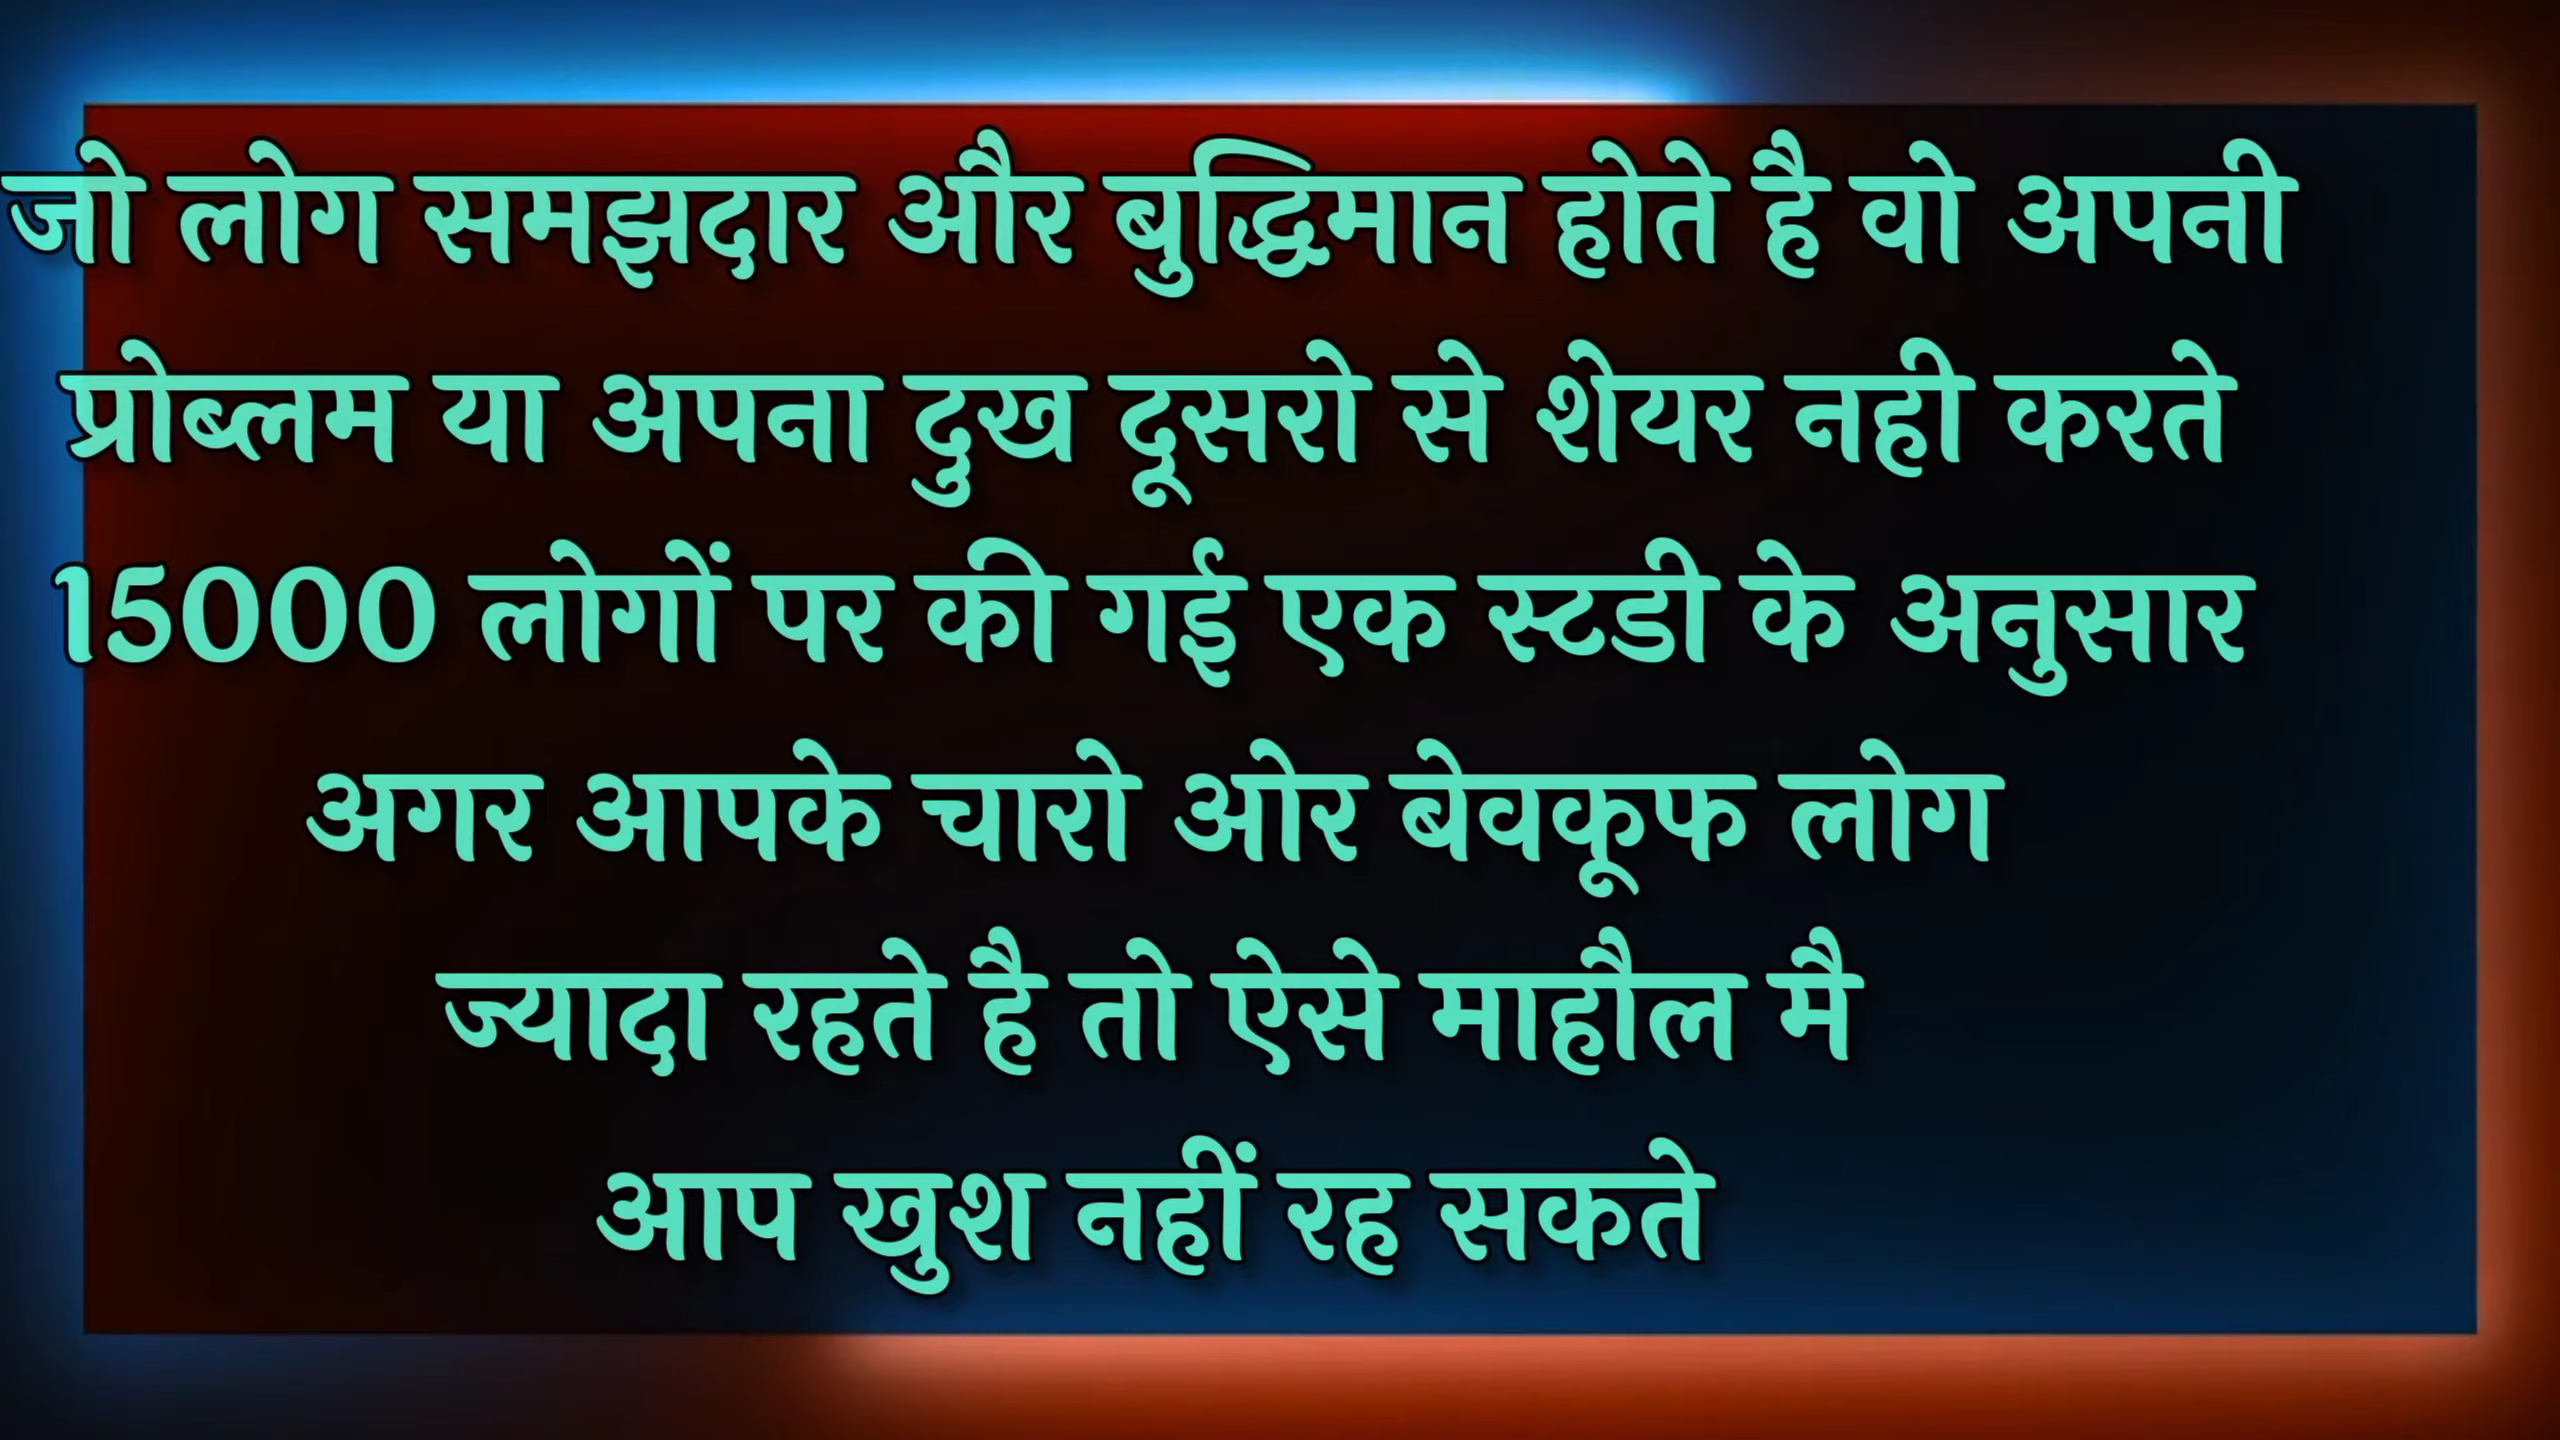 जो लोग समझदार और बुद्धिमान होते है वो अपनी
प्रोब्लम या अपना दुख दूसरो से शेयर नही करते
15000 लोगों पर की गई एक स्टडी के अनुसार
अगर आपके चारो ओर बेवकूफ लोग
ज्यादा रहते है तो ऐसे माहौल मै
आप खुश नहीं रह सकते